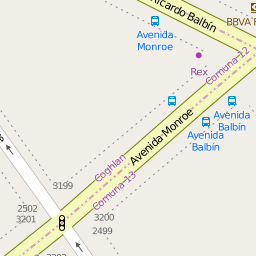 Ricardo Balbín
BBVA
Avenida
Monroe
Rex
Comuna 12
Avenida
Balbín
Avenida
Balbín
Avenida Monroe
Coghlan
Comuna 13
3199
2502
3201
3200
2499